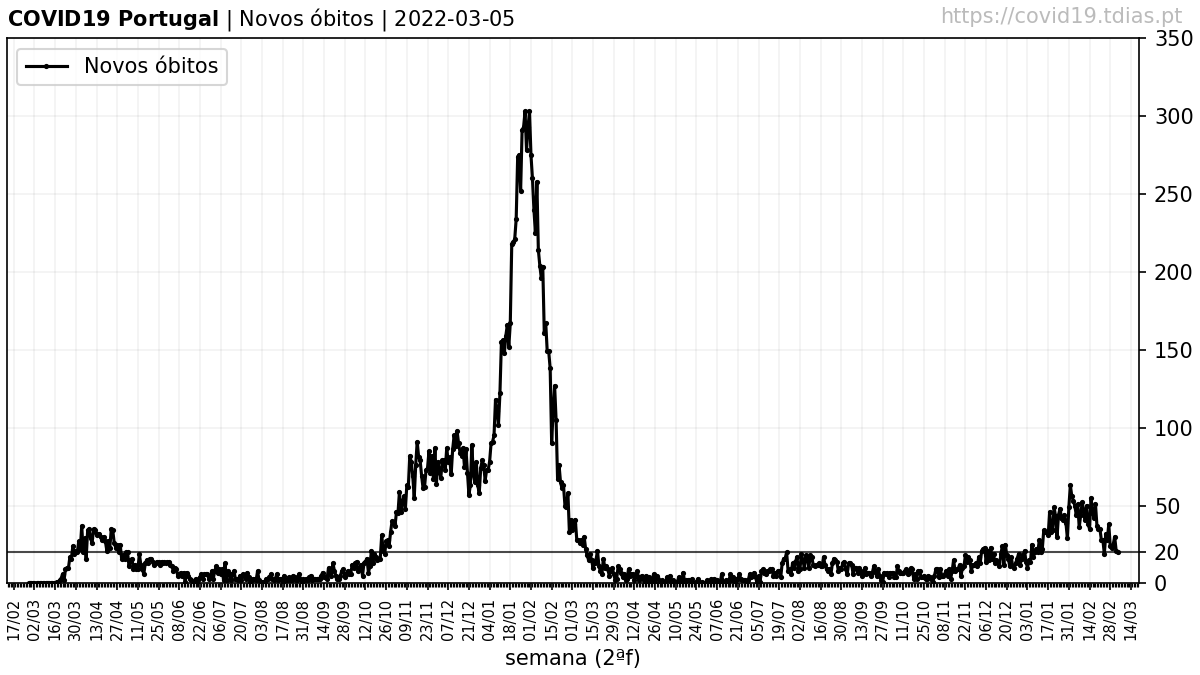 COVID19 Portugal | Novos óbitos | 2022-03-05
https://covid19.tdias.pt
Novos óbitos
350
300
250
200
150
100
50
20
0
17/02 02/03 16/03 30/03 13/04 27/04 11/05 25/05 08/06 22/06 06/07 20/07 03/08 17/08 31/08 14/09 28/09 12/10 26/10 09/11 23/11 07/12 21/12 04/01 18/01 01/02 15/02 01/03 15/03 29/03 12/04 26/04 10/05 24/05 07/06 21/06 05/07 19/07 02/08 16/08 30/08 13/09 27/09 11/10 25/10 08/11 22/11 06/12 20/12 03/01 17/01 31/01 14/02 28/02 14/03
semana (2ªf)